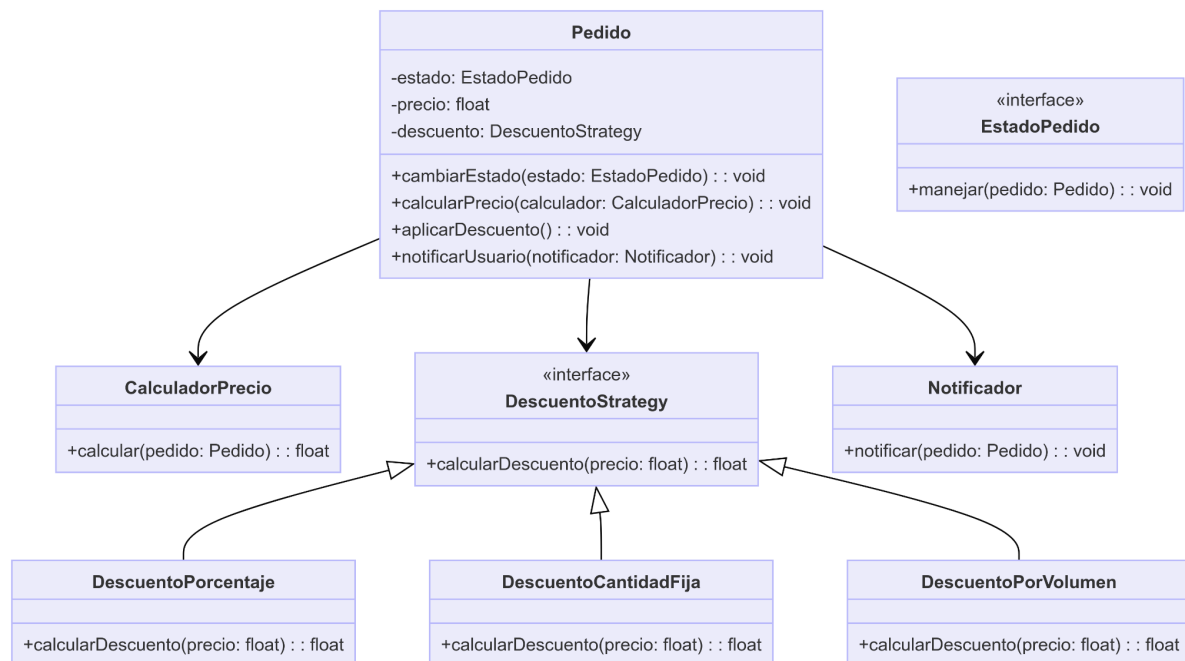 Pedido
-estado: EstadoPedido
-precio: float
-descuento: DescuentoStrategy
+cambiarEstado(estado: EstadoPedido) : : void
+calcularPrecio(calculador: CalculadorPrecio) : : void
+aplicarDescuento() : : void
+notificarUsuario(notificador: Notificador) : : void
«interface»
EstadoPedido
+manejar(pedido: Pedido) : : void
CalculadorPrecio
+calcular(pedido: Pedido) : : float
«interface»
DescuentoStrategy
+calcularDescuento(precio: float) : : float
Notificador
+notificar(pedido: Pedido) : : void
DescuentoPorcentaje
+calcularDescuento(precio: float) : : float
DescuentoCantidadFija
+calcularDescuento(precio: float) : : float
DescuentoPorVolumen
+calcularDescuento(precio: float) : : float